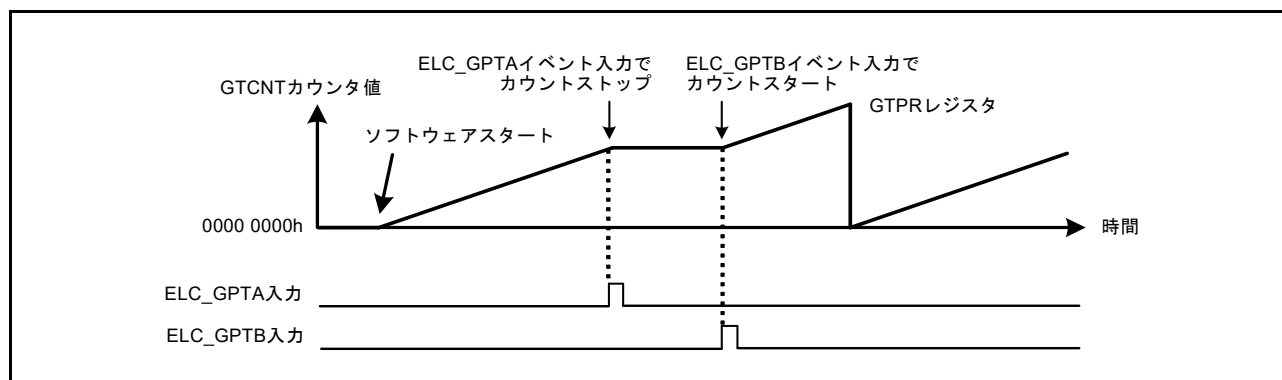 ELC_GPTAイベント入力で
カウントストップ
ELC_GPTBイベント入力で
カウントスタート
GTCNTカウンタ値
GTPRレジスタ
ソフトウェアスタート
0000 0000h
時間
ELC_GPTA入力
ELC_GPTB入力